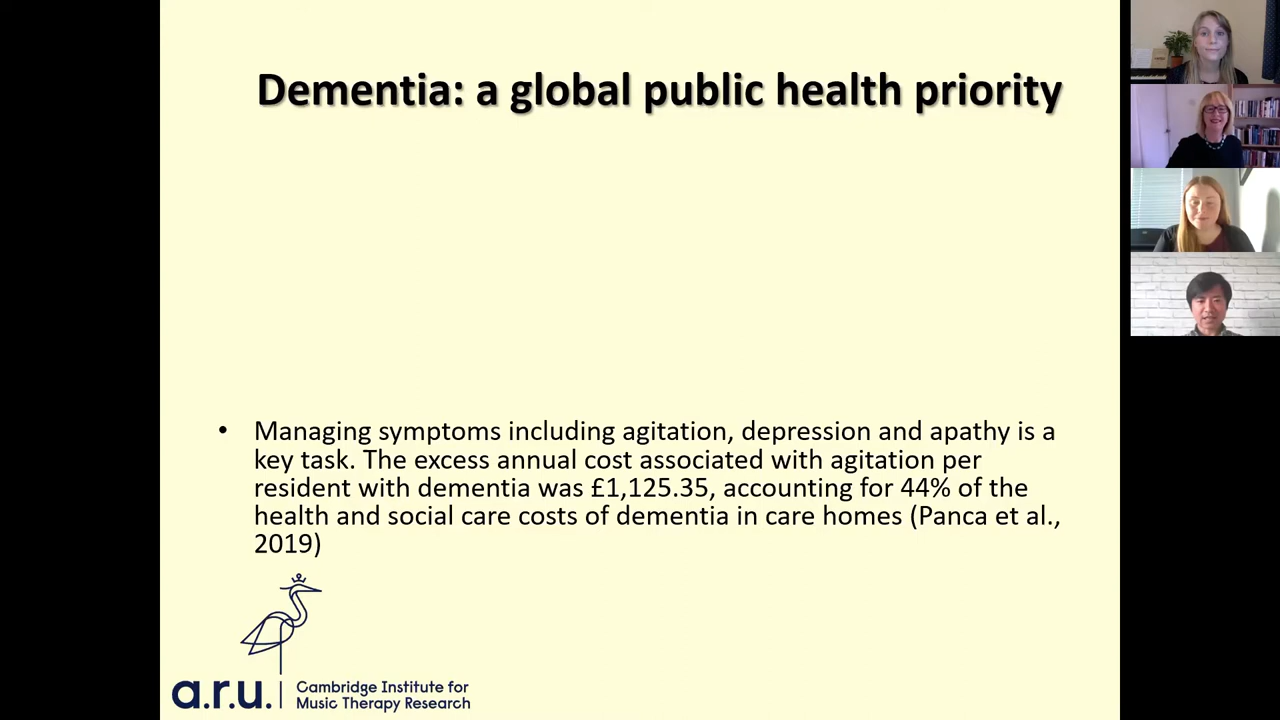 Dementia: a global public health priority
• Managing symptoms including agitation, depression and apathy is a
key task. The excess annual cost associated with agitation per
resident with dementia was £1,125.35, accounting for 44% of the
health and social care costs of dementia in care homes (Panca et al.,
2019)
a.r.u.
Cambridge Institute for
Music Therapy Research